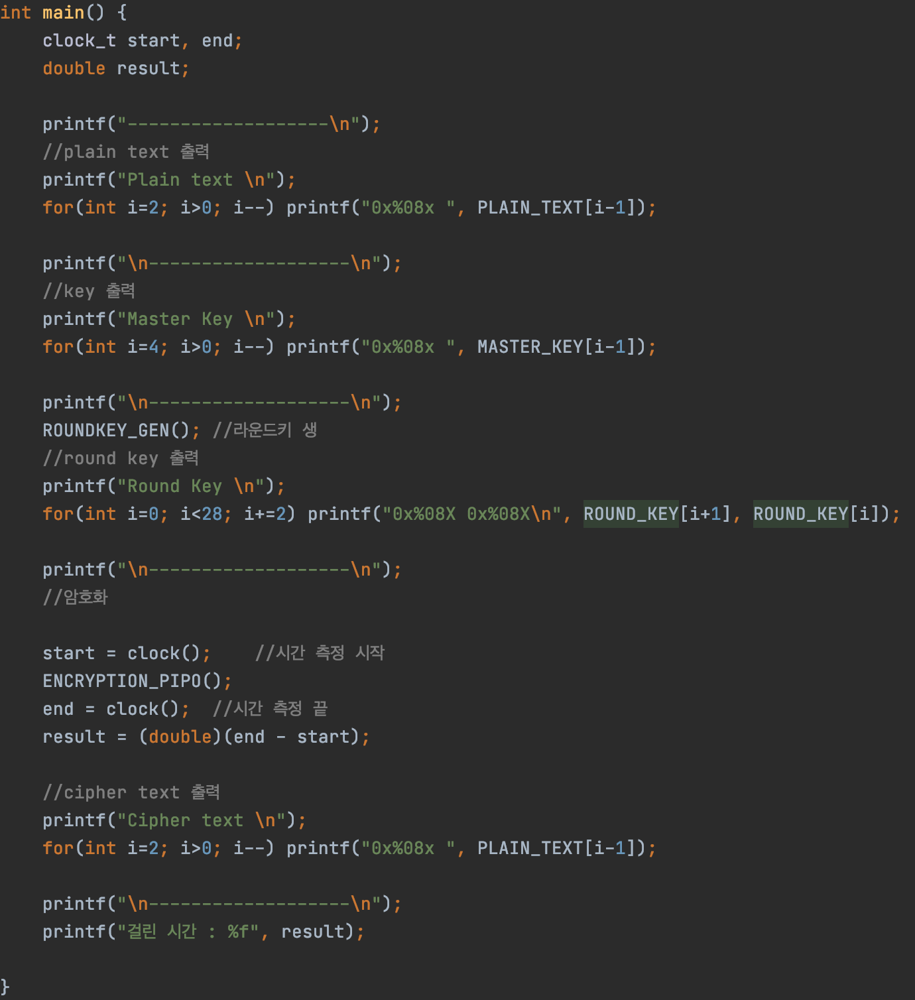 int main() {
    clock_t start, end;
    double result;

    printf("-------------------\n");
    //plain text 출력
    printf("Plain text \n");
    for(int i=2; i>0; i--) printf("0x%08x ", PLAIN_TEXT[i-1]);

    printf("\n-------------------\n");
    //key 출력
    printf("Master Key \n");
    for(int i=4; i>0; i--) printf("0x%08x ", MASTER_KEY[i-1]);

    printf("\n-------------------\n");
    ROUNDKEY_GEN(); //라운드키 생
    //round key 출력
    printf("Round Key \n");
    for(int i=0; i<28; i+=2) printf("0x%08X 0x%08X\n", ROUND_KEY[i+1], ROUND_KEY[i]);

    printf("\n-------------------\n");
    //암호화

    start = clock();    //시간 측정 시작
    ENCRYPTION_PIPO();
    end = clock();  //시간 측정 끝
    result = (double)(end - start);

    //cipher text 출력
    printf("Cipher text \n");
    for(int i=2; i>0; i--) printf("0x%08x ", PLAIN_TEXT[i-1]);

    printf("\n-------------------\n");
    printf("걸린 시간 : %f", result);

}